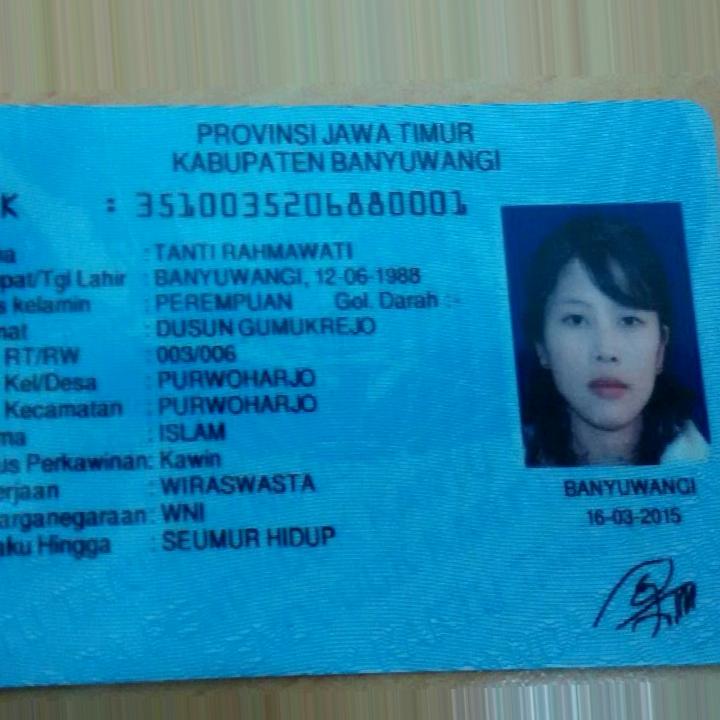 PROVINSI JAWA TIMUR
KABUPATEN BANYUWANGI
K : 3510035206880001
a : TANTI RAHMAWATI
pat/Tgl Lahir : BANYUWANGI, 12-06-1988
s kelamin : PEREMPUAN Gol. Darah :-
mat : DUSUN GUMUKREJO
RT/RW : 003/006
Kel/Desa : PURWOHARJO
Kecamatan : PURWOHARJO
ma : ISLAM
us Perkawinan: Kawin
erjaan : WIRASWASTA
arganegaraan: WNI
aku Hingga : SEUMUR HIDUP
BANYUWANGI
16-03-2015